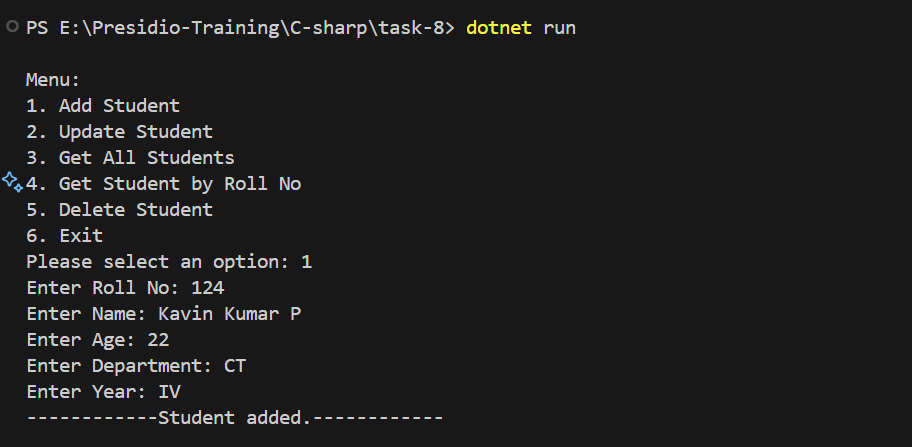 PS E:\Presidio-Training\C-sharp\task-8> dotnet run
Menu:
1. Add Student
2. Update Student
3. Get All Students
4. Get Student by Roll No
5. Delete Student
6. Exit
Please select an option: 1
Enter Roll No: 124
Enter Name: Kavin Kumar P
Enter Age: 22
Enter Department: CT
Enter Year: IV
------------Student added.------------